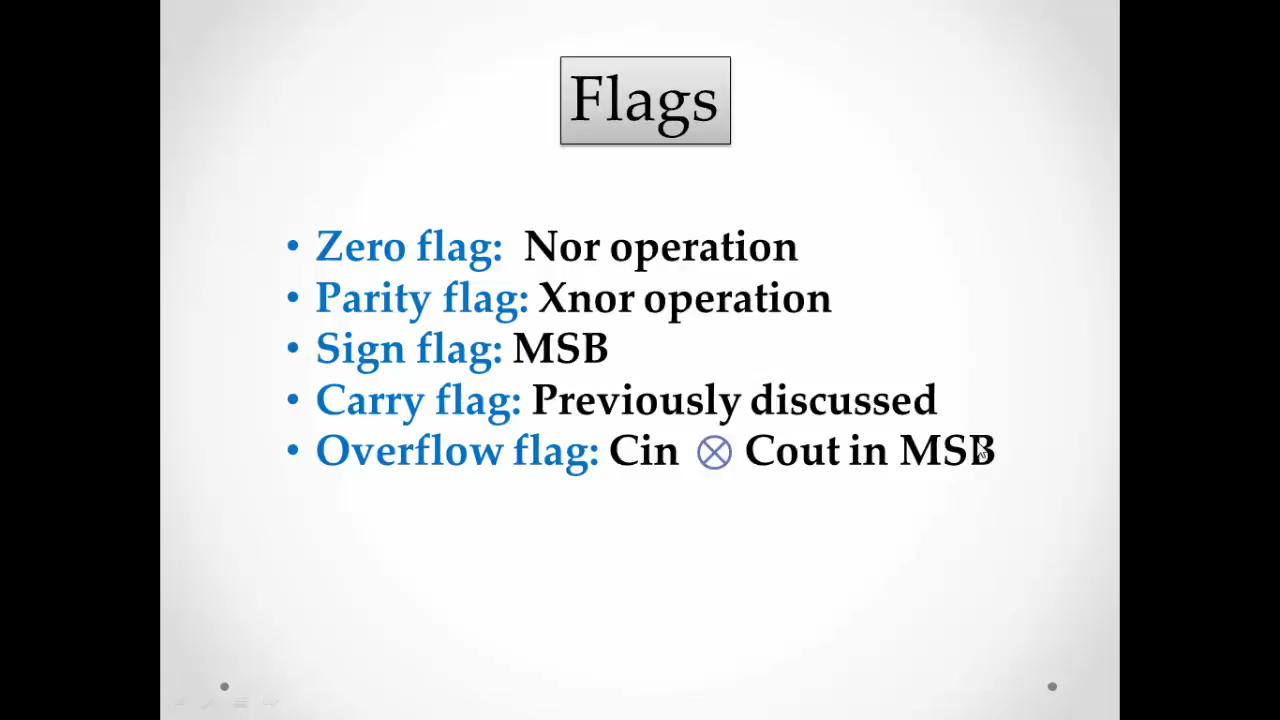 Flags
• Zero flag: Nor operation
• Parity flag: Xnor operation
• Sign flag: MSB
• Carry flag: Previously discussed
• Overflow flag: Cin ⊗ Cout in MSB